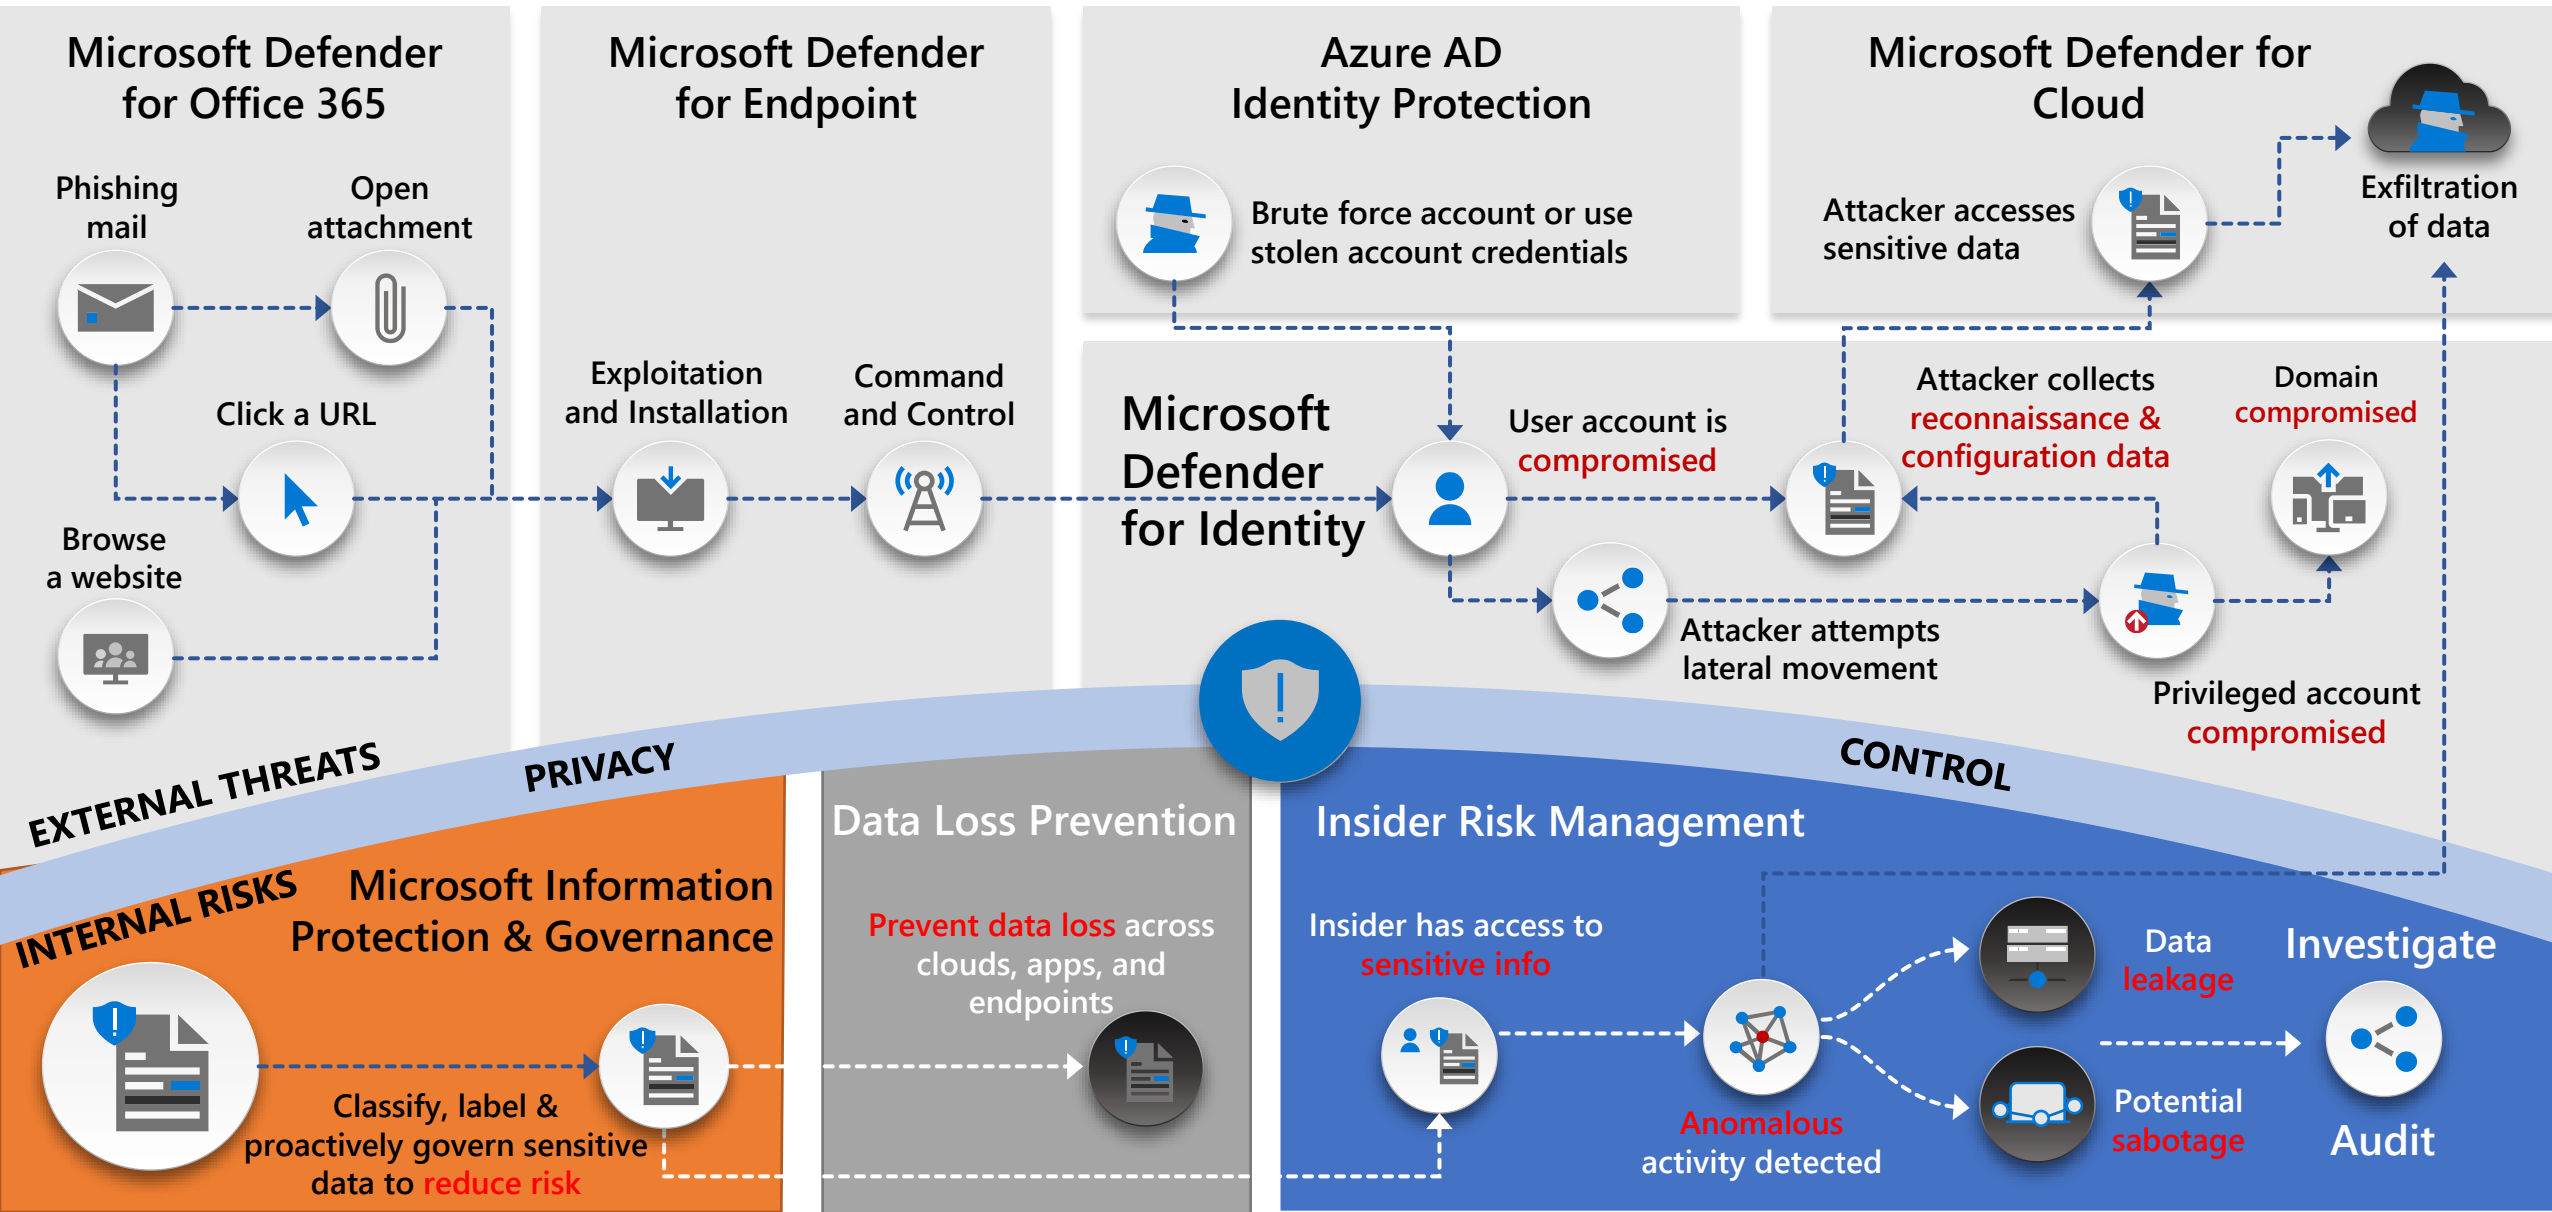 Microsoft Defender
for Office 365
Phishing
mail
Open
attachment
Click a URL
Browse
a website
Microsoft Defender
for Endpoint
Exploitation
and Installation
Command
and Control
Azure AD
Identity Protection
Brute force account or use
stolen account credentials
Microsoft Defender for
Cloud
Attacker accesses
sensitive data
Exfiltration
of data
Microsoft
Defender
for Identity
User account is
compromised
Attacker collects
reconnaissance &
configuration data
Domain
compromised
Attacker attempts
lateral movement
Privileged account
compromised
EXTERNAL THREATS
PRIVACY
CONTROL
INTERNAL RISKS
Microsoft Information
Protection & Governance
Classify, label &
proactively govern sensitive
data to reduce risk
Data Loss Prevention
Prevent data loss across
clouds, apps, and
endpoints
Insider Risk Management
Insider has access to
sensitive info
Anomalous
activity detected
Data
leakage
Potential
sabotage
Investigate
Audit